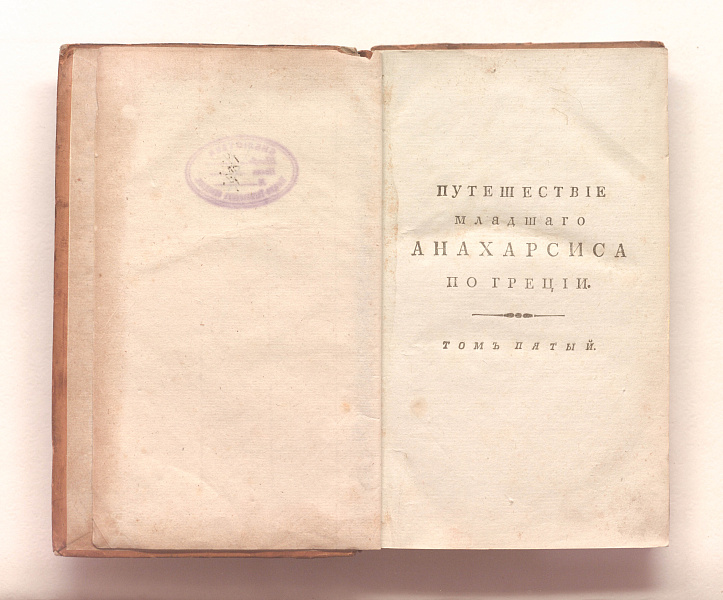 ПУТЕШЕСТВІЕ
младшаго
АНАХАРСИСА
ПО ГРЕЦІИ.
ТОМЪ ПЯТЫЙ.